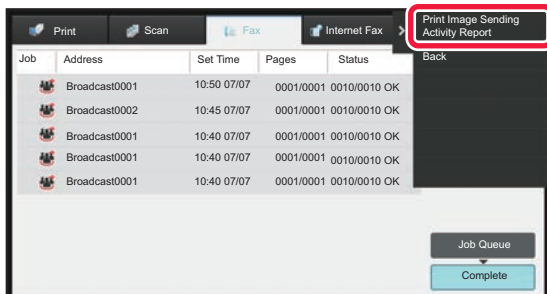 Print Scan Fax Internet Fax
Print Image Sending
Activity Report
Back
Job Address Set Time Pages Status
Broadcast0001 10:50 07/07 0001/0001 0010/0010 OK
Broadcast0002 10:45 07/07 0001/0001 0010/0010 OK
Broadcast0001 10:40 07/07 0001/0001 0010/0010 OK
Broadcast0001 10:40 07/07 0001/0001 0010/0010 OK
Broadcast0001 10:40 07/07 0001/0001 0010/0010 OK
Job Queue
Complete